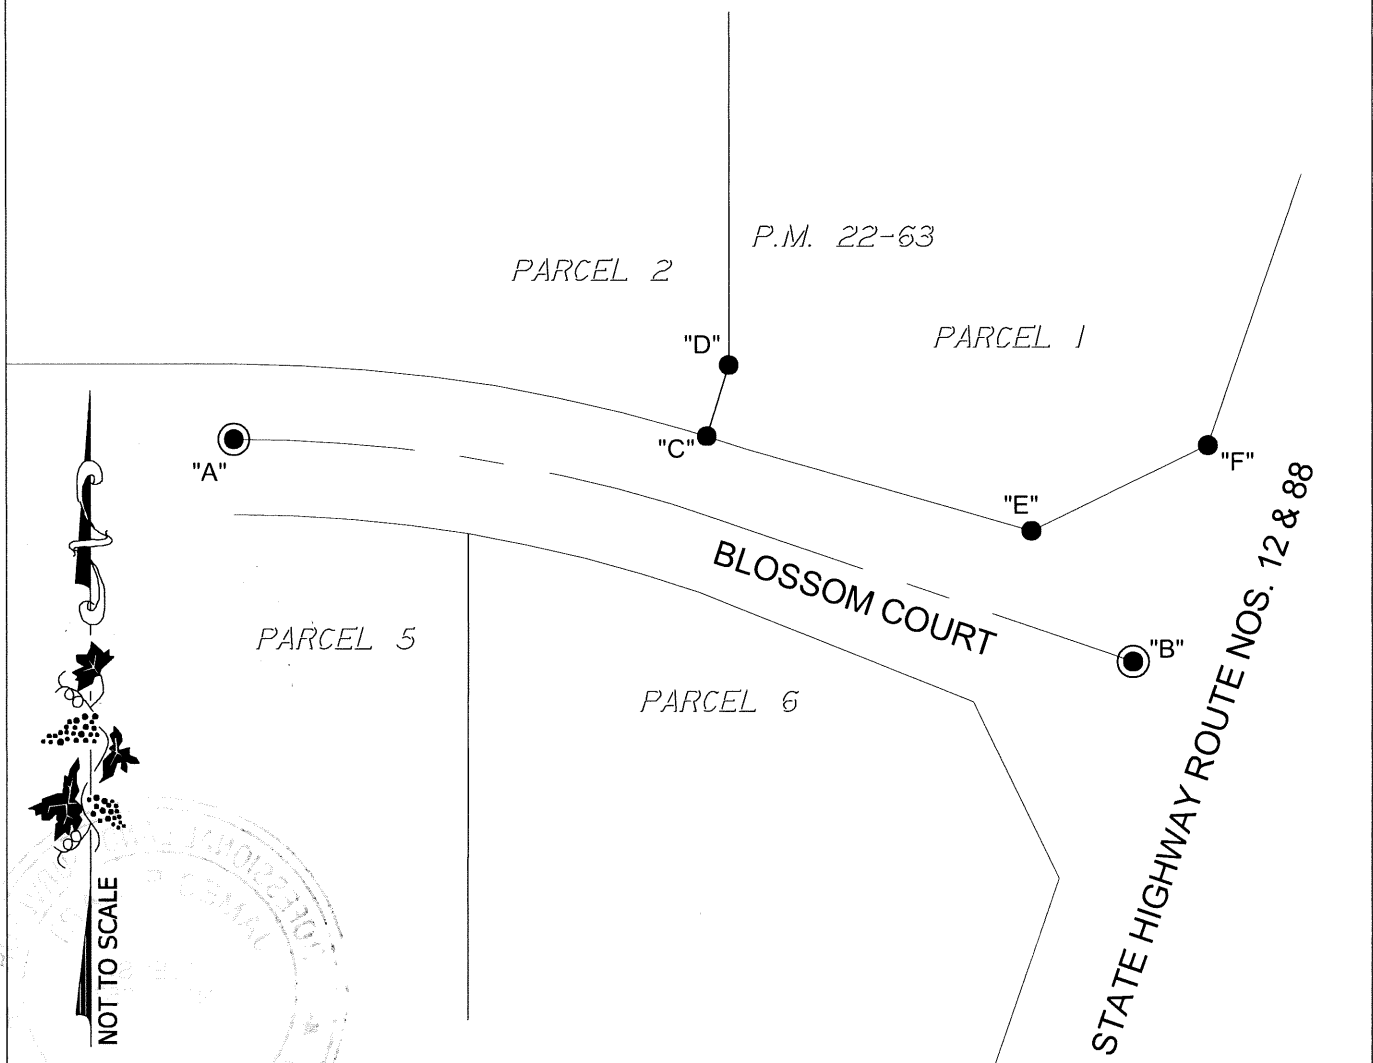 P.M. 22-63
PARCEL 2
PARCEL 1
"D"
"C"
"A"
"F"
"E"
BLOSSOM COURT
"B"
PARCEL 5
PARCEL 6
STATE HIGHWAY ROUTE NOS. 12 & 88
NOT TO SCALE